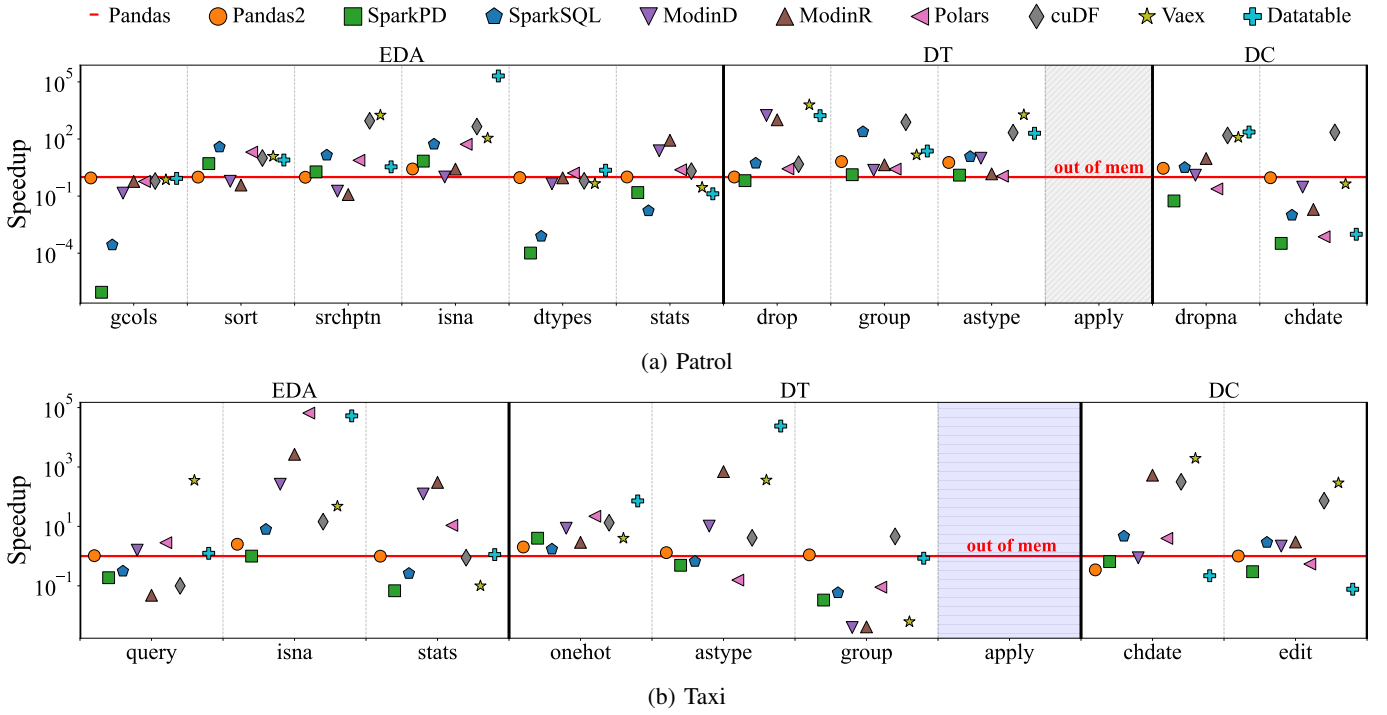 Pandas Pandas2 SparkPD SparkSQL ModinD ModinR Polars cuDF Vaex Datatable
EDA DT DC
Speedup
10^5
10^2
10^−1
10^−4
out of mem
gcols sort srchptn isna dtypes stats drop group astype apply dropna chdate
(a) Patrol
EDA DT DC
Speedup
10^5
10^3
10^1
10^−1
out of mem
query isna stats onehot astype group apply chdate edit
(b) Taxi